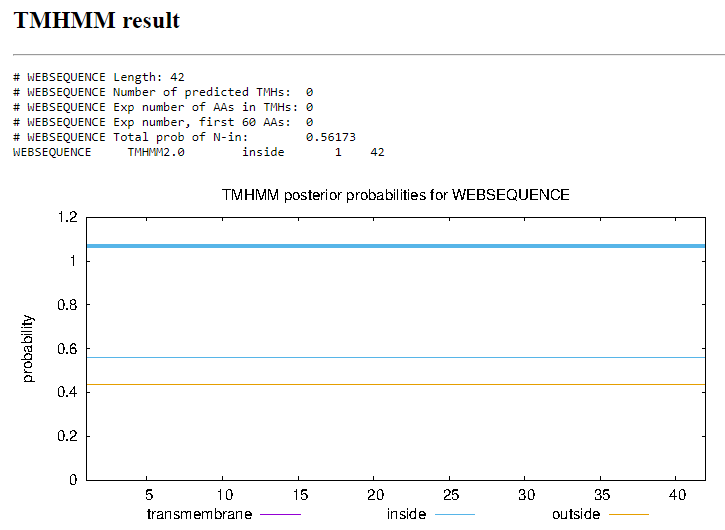 TMHMM result
# WEBSEQUENCE Length: 42
# WEBSEQUENCE Number of predicted TMHs:  0
# WEBSEQUENCE Exp number of AAs in TMHs: 0
# WEBSEQUENCE Exp number, first 60 AAs:  0
# WEBSEQUENCE Total prob of N-in:        0.56173
WEBSEQUENCE     TMHMM2.0        inside       1    42
TMHMM posterior probabilities for WEBSEQUENCE
1.2
1
0.8
0.6
0.4
0.2
0
probability
5 10 15 20 25 30 35 40
transmembrane inside outside